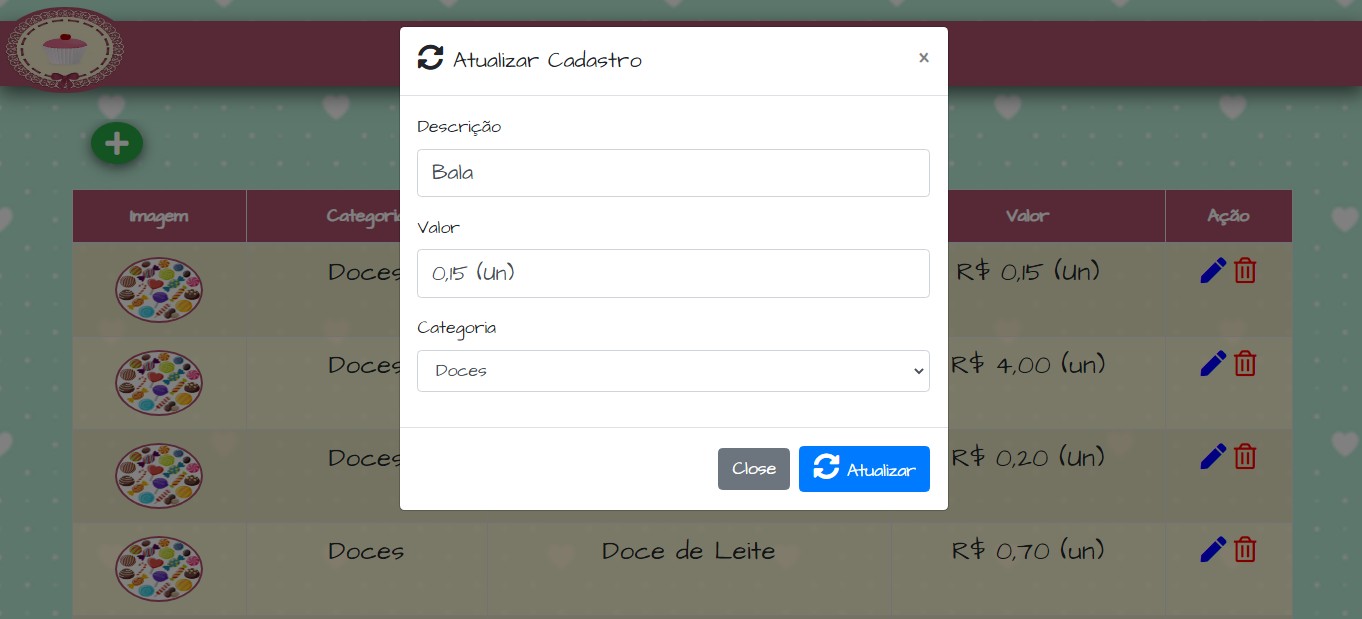 Atualizar Cadastro
×
Descrição
Bala
Valor
0,15 (Un)
Categoria
Doces
Close
Atualizar
Imagem
Valor
Ação
Doces
R$ 0,15 (Un)
Doces
R$ 4,00 (un)
Doces
R$ 0,20 (Un)
Doces
Doce de Leite
R$ 0,70 (un)